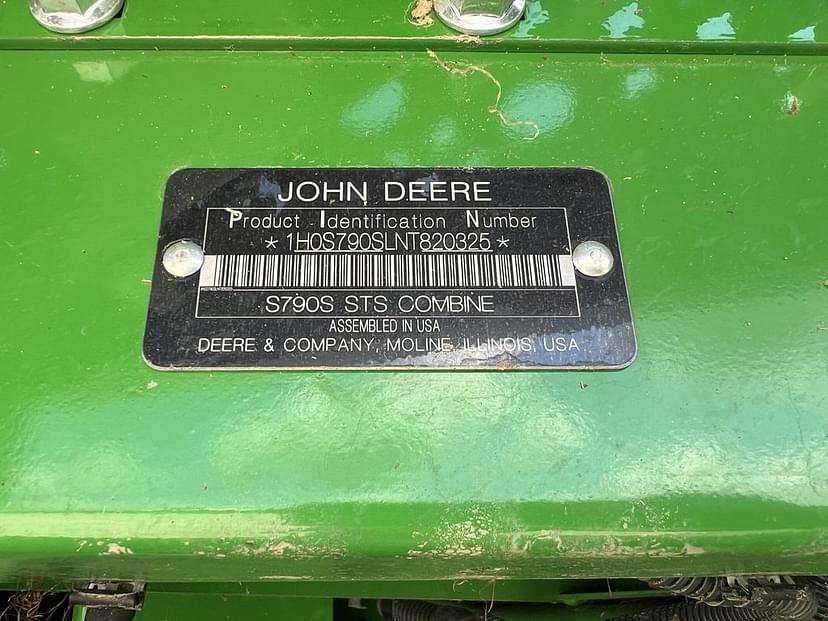 JOHN DEERE
Product Identification Number
*1H0S790SLNT820325*
S790S STS COMBINE
ASSEMBLED IN USA
DEERE & COMPANY, MOLINE, ILLINOIS, USA